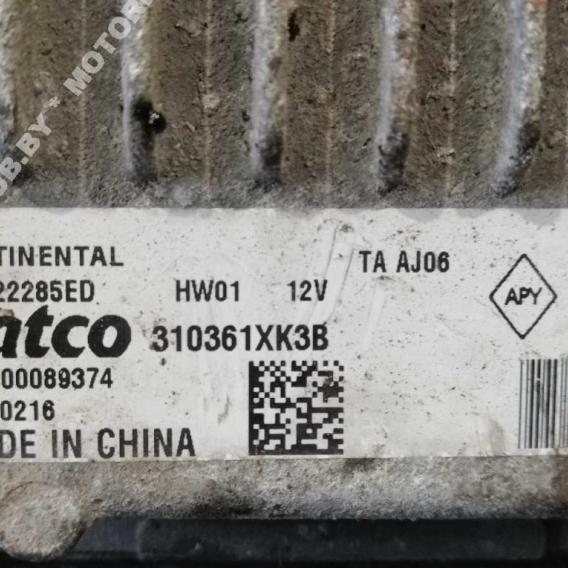 OB.BY * MOTOR
TINENTAL TA AJ06
22285ED HW01 12V APY
atco 310361XK3B
00089374
0216
DE IN CHINA